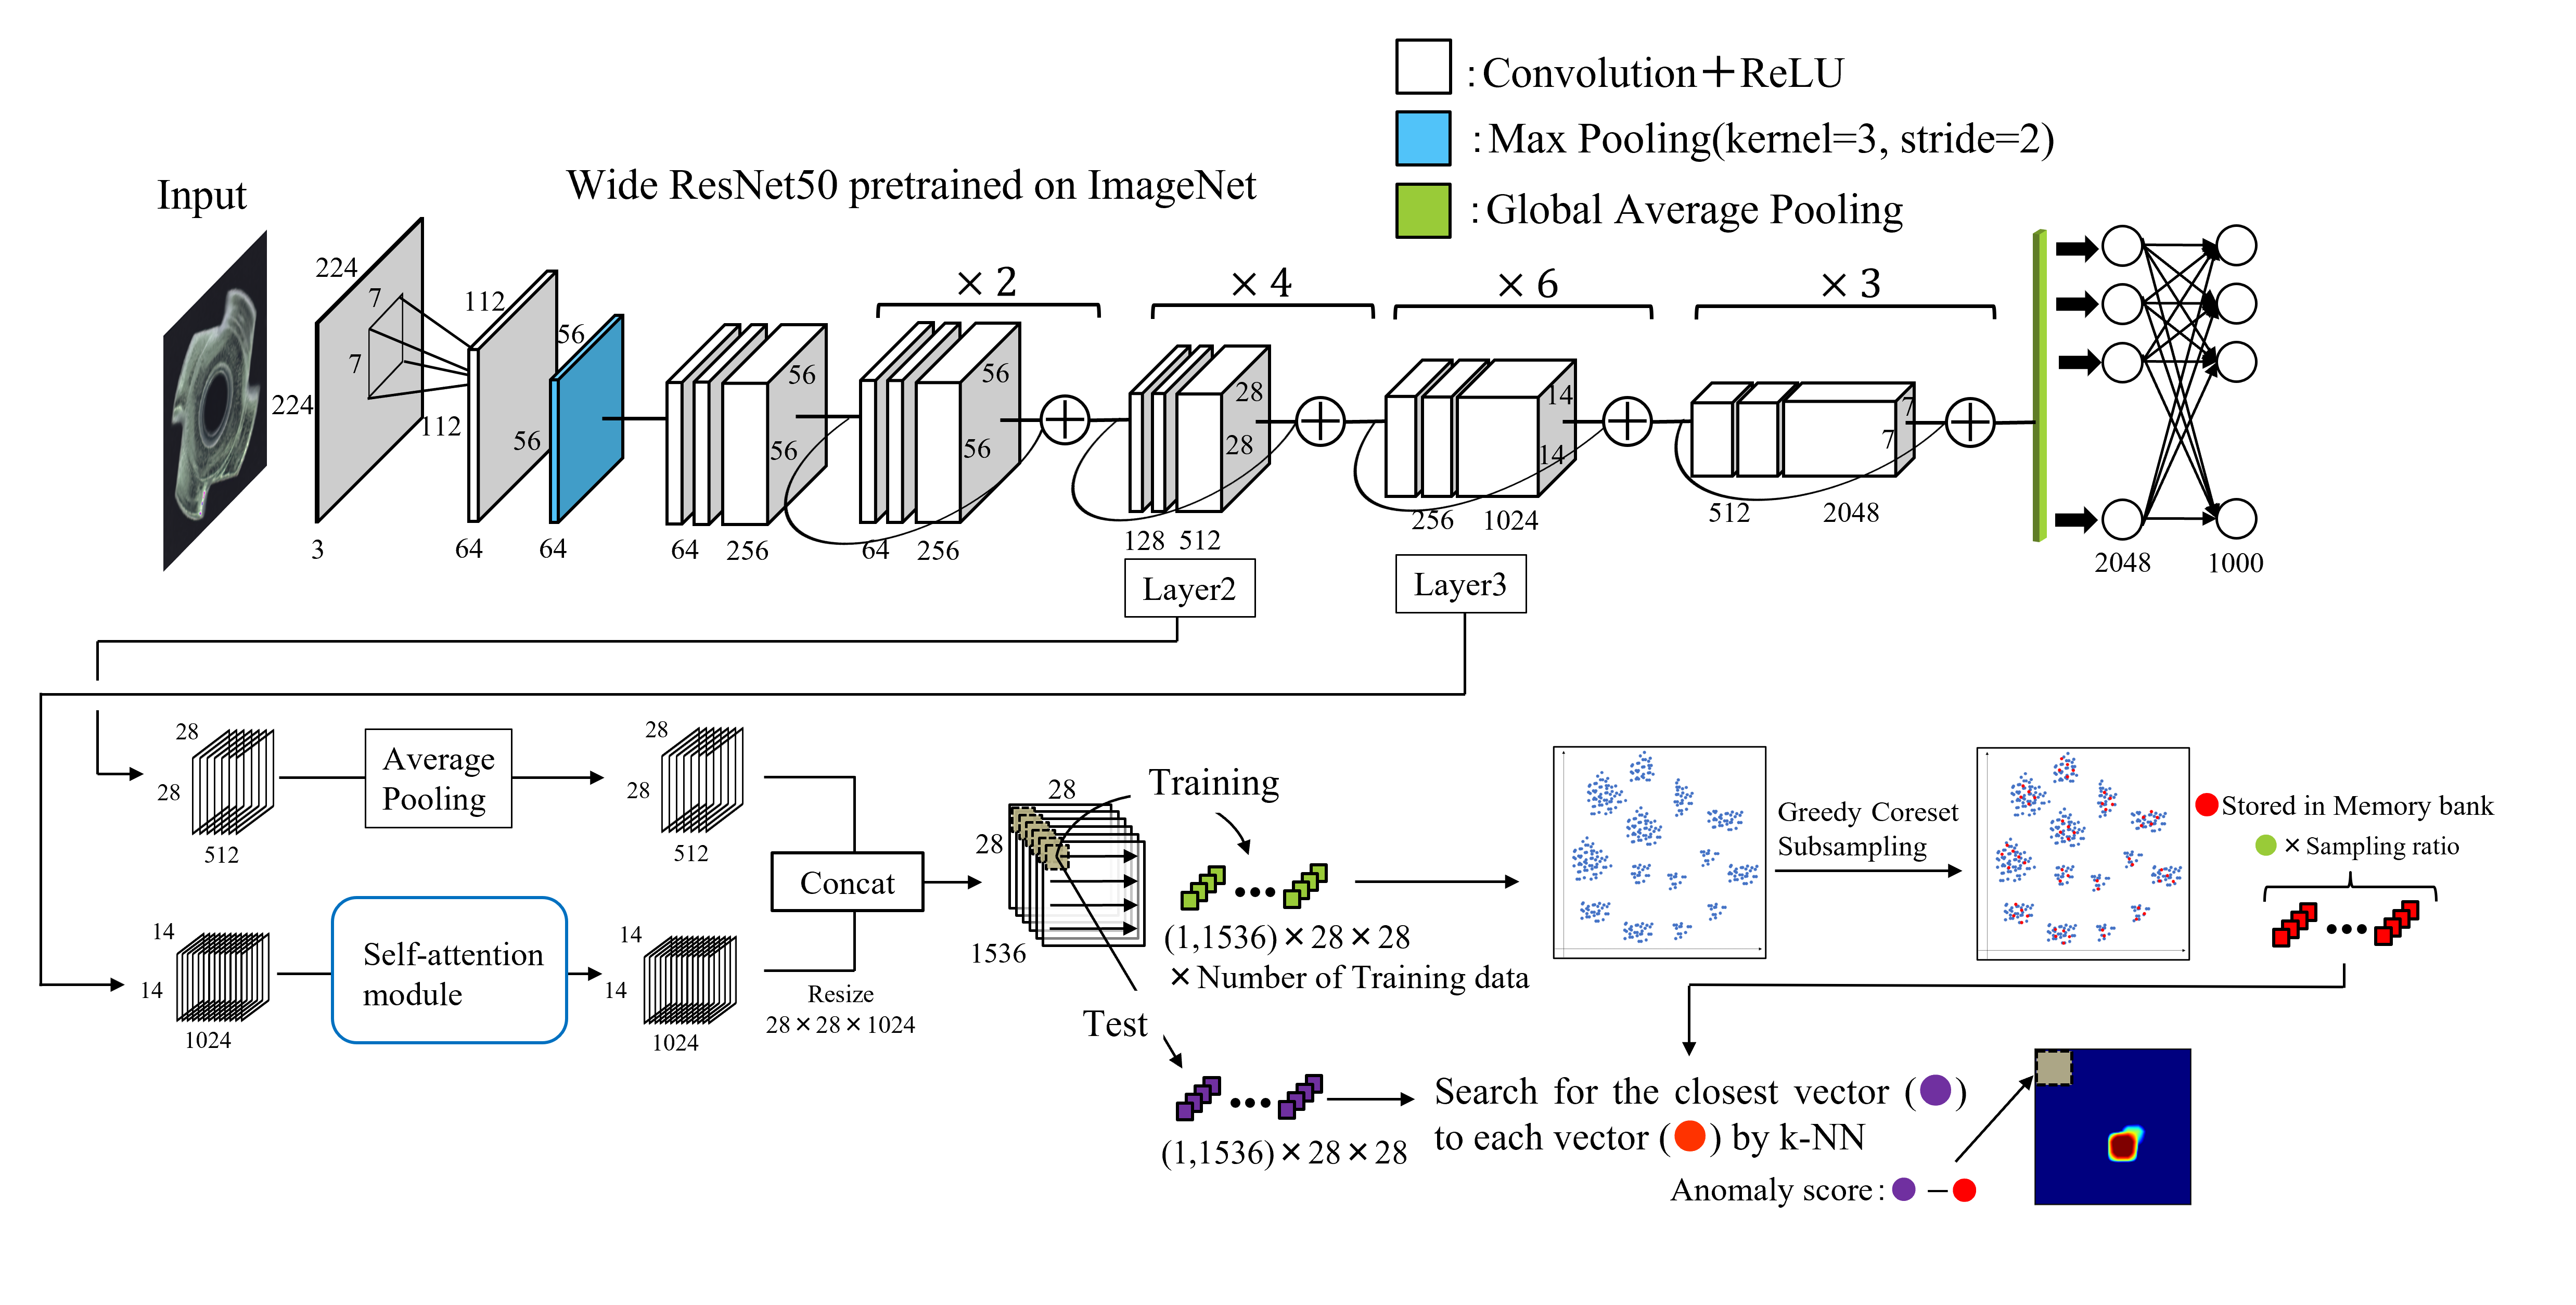 :Convolution+ReLU
:Max Pooling(kernel=3, stride=2)
:Global Average Pooling
Input
Wide ResNet50 pretrained on ImageNet
224
224
3
7
7
112
112
64
56
56
64
56
56
64
256
×2
56
56
64
256
×4
28
28
128
512
×6
14
14
256
1024
×3
7
7
512
2048
2048
1000
Layer2
Layer3
28
28
512
Average
Pooling
28
28
512
14
14
1024
Self-attention
module
14
14
1024
Concat
Resize
28×28×1024
28
28
1536
Training
(1,1536)×28×28
×Number of Training data
Test
(1,1536)×28×28
Greedy Coreset
Subsampling
Stored in Memory bank
×Sampling ratio
Search for the closest vector ( )
to each vector ( ) by k-NN
Anomaly score: −